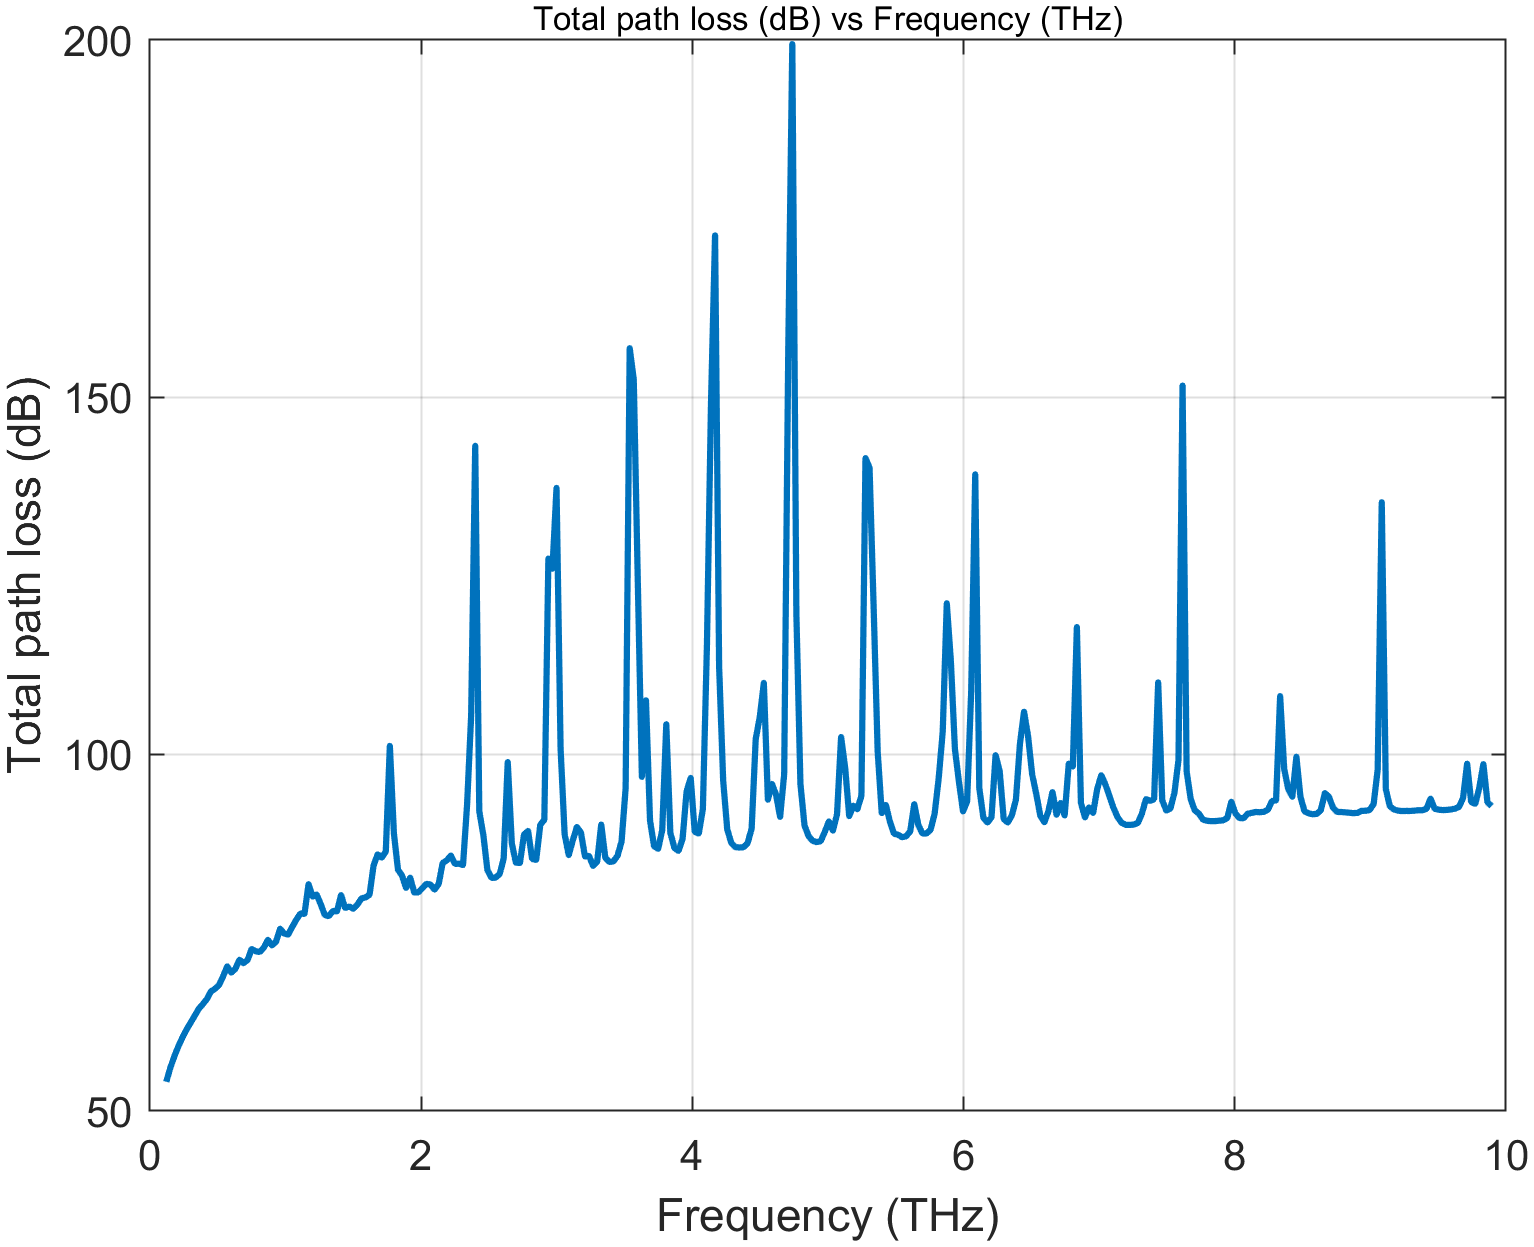 Total path loss (dB) vs Frequency (THz)
200
150
100
50
Total path loss (dB)
0 2 4 6 8 10
Frequency (THz)